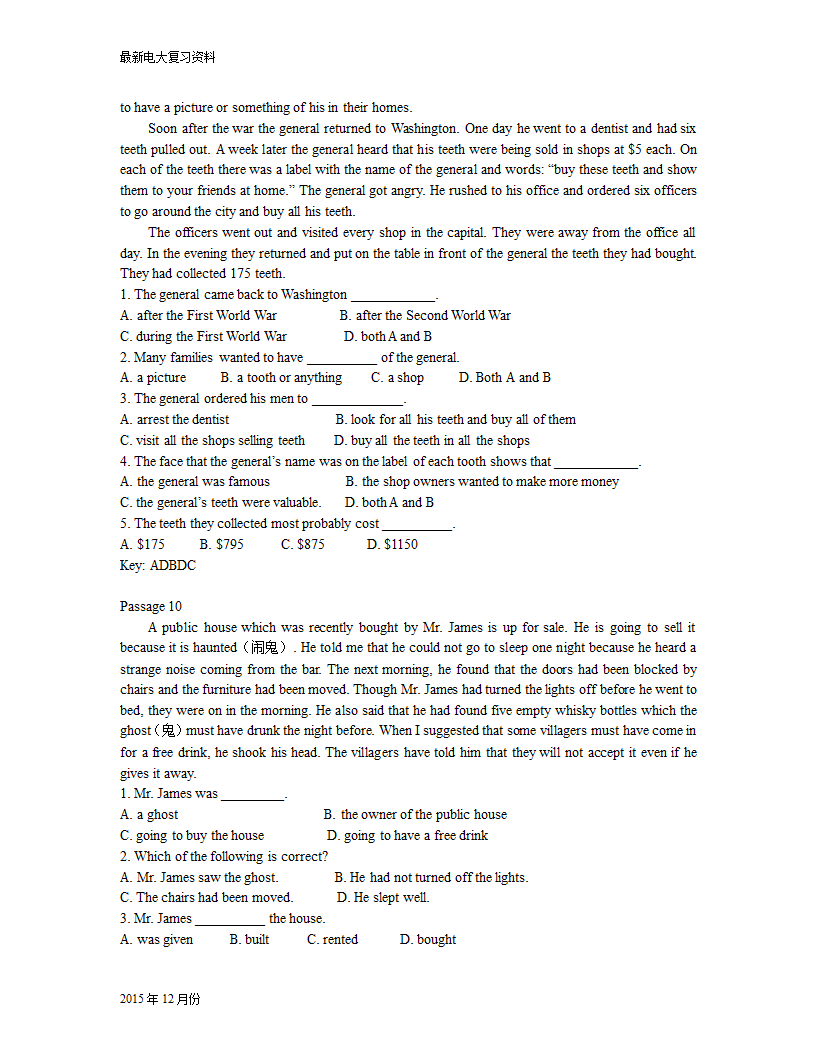 最新电大复习资料
to have a picture or something of his in their homes.
Soon after the war the general returned to Washington. One day he went to a dentist and had six
teeth pulled out. A week later the general heard that his teeth were being sold in shops at $5 each. On
each of the teeth there was a label with the name of the general and words: “buy these teeth and show
them to your friends at home.” The general got angry. He rushed to his office and ordered six officers
to go around the city and buy all his teeth.
The officers went out and visited every shop in the capital. They were away from the office all
day. In the evening they returned and put on the table in front of the general the teeth they had bought.
They had collected 175 teeth.
1. The general came back to Washington ____________.
A. after the First World War B. after the Second World War
C. during the First World War D. both A and B
2. Many families wanted to have __________ of the general.
A. a picture B. a tooth or anything C. a shop D. Both A and B
3. The general ordered his men to _____________.
A. arrest the dentist B. look for all his teeth and buy all of them
C. visit all the shops selling teeth D. buy all the teeth in all the shops
4. The face that the general’s name was on the label of each tooth shows that ____________.
A. the general was famous B. the shop owners wanted to make more money
C. the general’s teeth were valuable. D. both A and B
5. The teeth they collected most probably cost __________.
A. $175 B. $795 C. $875 D. $1150
Key: ADBDC
Passage 10
A public house which was recently bought by Mr. James is up for sale. He is going to sell it
because it is haunted（闹鬼）. He told me that he could not go to sleep one night because he heard a
strange noise coming from the bar. The next morning, he found that the doors had been blocked by
chairs and the furniture had been moved. Though Mr. James had turned the lights off before he went to
bed, they were on in the morning. He also said that he had found five empty whisky bottles which the
ghost（鬼）must have drunk the night before. When I suggested that some villagers must have come in
for a free drink, he shook his head. The villagers have told him that they will not accept it even if he
gives it away.
1. Mr. James was _________.
A. a ghost B. the owner of the public house
C. going to buy the house D. going to have a free drink
2. Which of the following is correct?
A. Mr. James saw the ghost. B. He had not turned off the lights.
C. The chairs had been moved. D. He slept well.
3. Mr. James __________ the house.
A. was given B. built C. rented D. bought
2015 年 12 月份